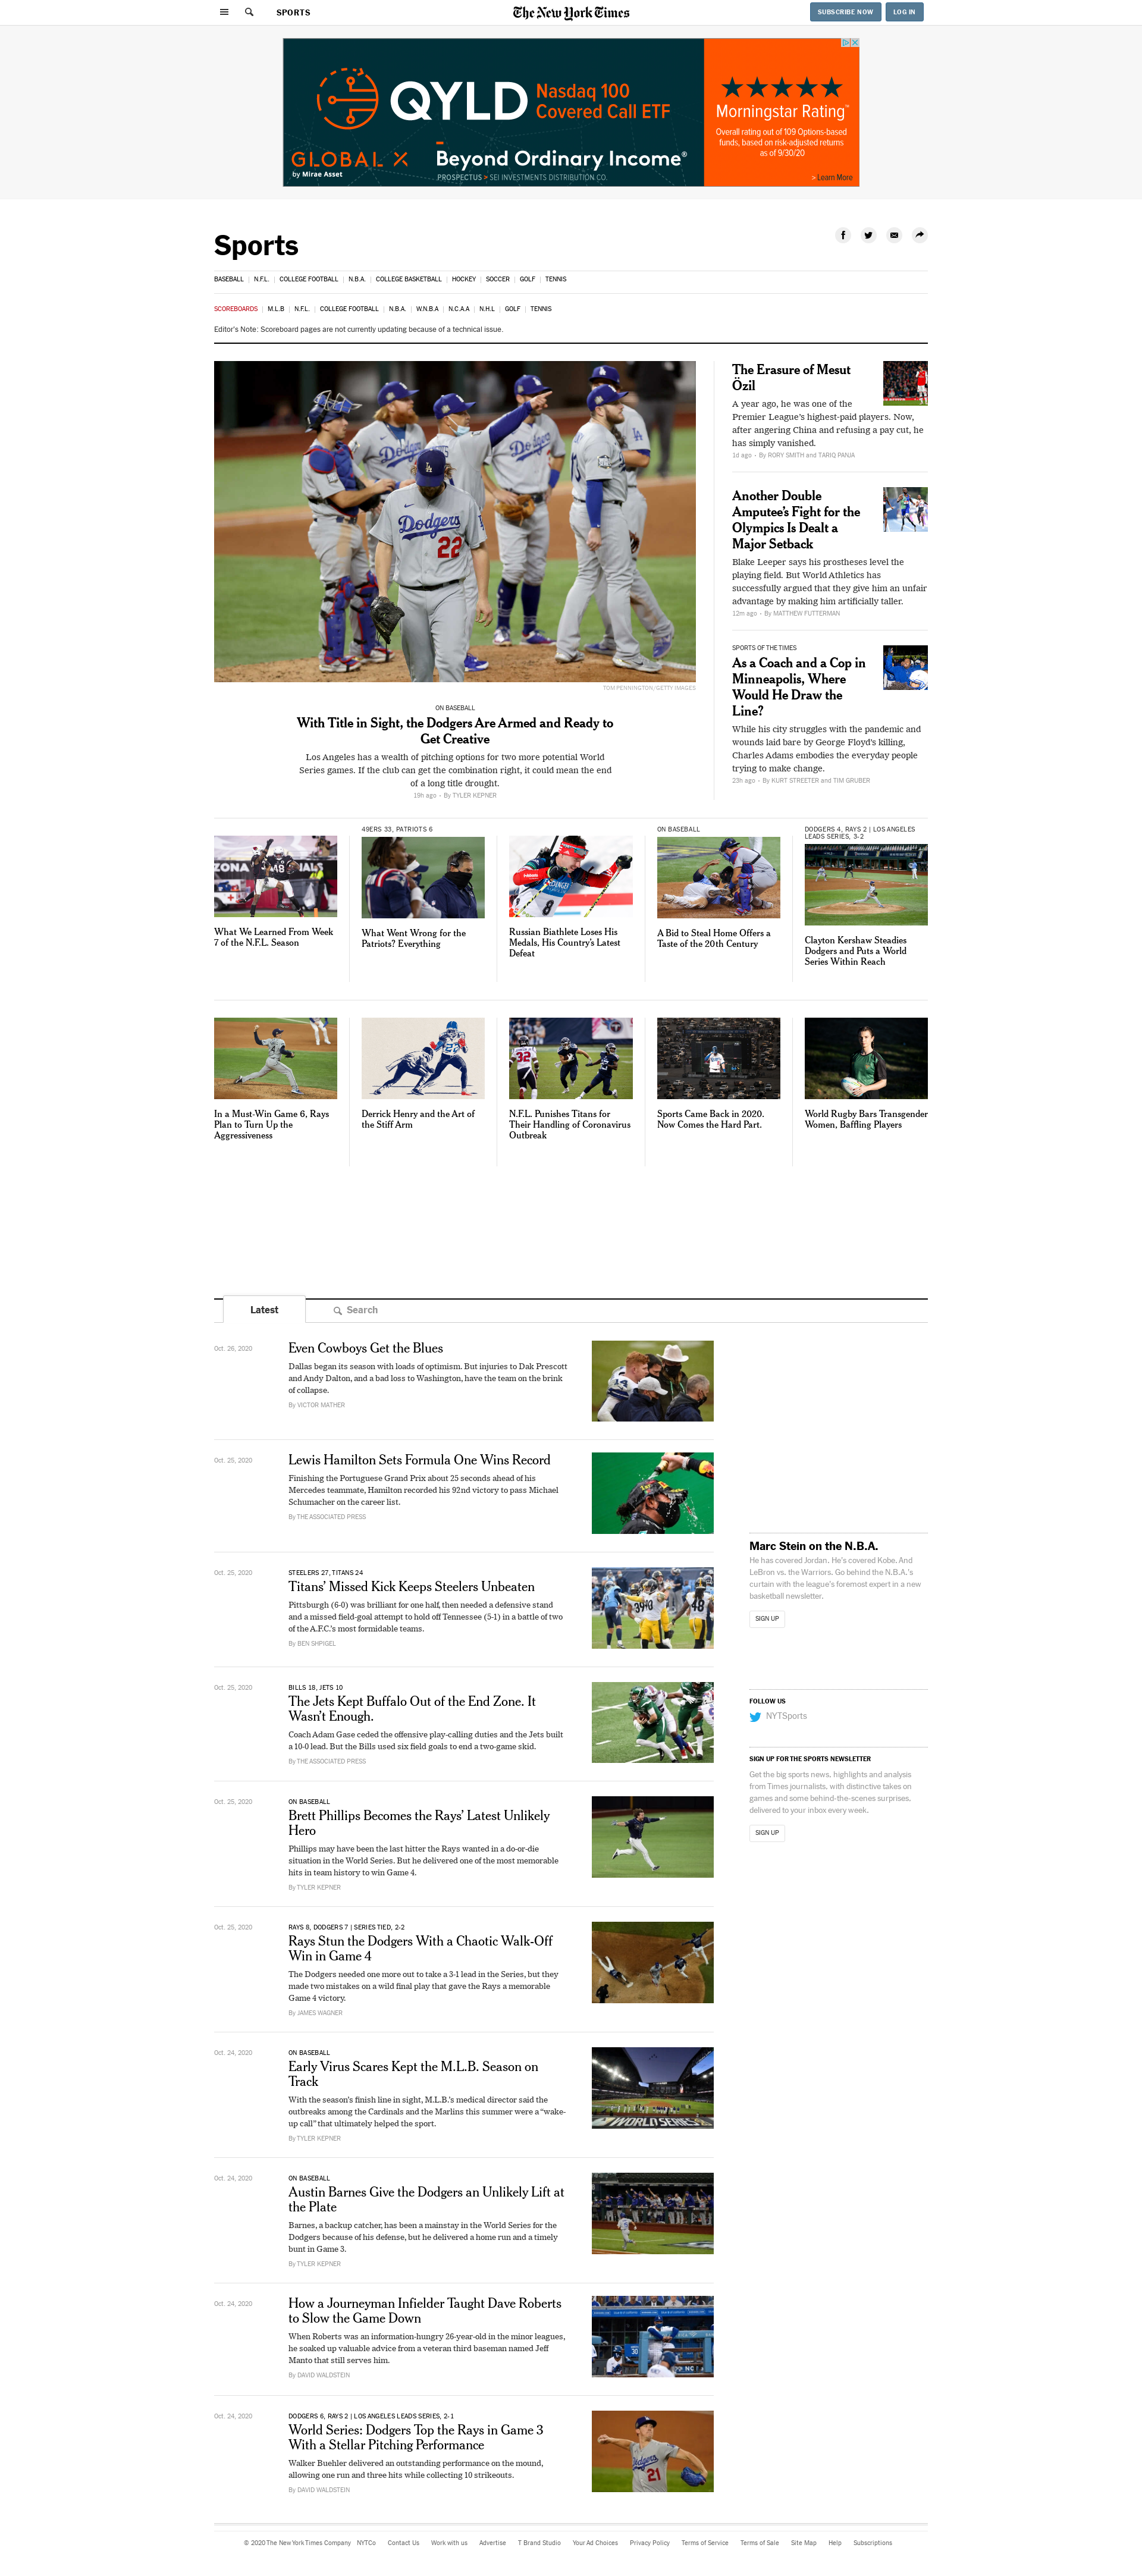 SPORTS
The New York Times
SUBSCRIBE NOW
LOG IN
QYLD
Nasdaq 100
Covered Call ETF
GLOBAL X
by Mirae Asset
Beyond Ordinary Income®
PROSPECTUS > SEI INVESTMENTS DISTRIBUTION CO.
Morningstar Rating™
Overall rating out of 109 Options-based
funds, based on risk-adjusted returns
as of 9/30/20
> Learn More
Sports
BASEBALL | N.F.L. | COLLEGE FOOTBALL | N.B.A. | COLLEGE BASKETBALL | HOCKEY | SOCCER | GOLF | TENNIS
SCOREBOARDS | M.L.B | N.F.L. | COLLEGE FOOTBALL | N.B.A. | W.N.B.A | N.C.A.A | N.H.L | GOLF | TENNIS
Editor's Note: Scoreboard pages are not currently updating because of a technical issue.
Dodgers
22
TOM PENNINGTON/GETTY IMAGES
ON BASEBALL
With Title in Sight, the Dodgers Are Armed and Ready to
Get Creative
Los Angeles has a wealth of pitching options for two more potential World
Series games. If the club can get the combination right, it could mean the end
of a long title drought.
19h ago • By TYLER KEPNER
The Erasure of Mesut
Özil
A year ago, he was one of the
Premier League's highest-paid players. Now,
after angering China and refusing a pay cut, he
has simply vanished.
1d ago • By RORY SMITH and TARIQ PANJA
Another Double
Amputee's Fight for the
Olympics Is Dealt a
Major Setback
Blake Leeper says his prostheses level the
playing field. But World Athletics has
successfully argued that they give him an unfair
advantage by making him artificially taller.
12m ago • By MATTHEW FUTTERMAN
SPORTS OF THE TIMES
As a Coach and a Cop in
Minneapolis, Where
Would He Draw the
Line?
While his city struggles with the pandemic and
wounds laid bare by George Floyd's killing,
Charles Adams embodies the everyday people
trying to make change.
23h ago • By KURT STREETER and TIM GRUBER
What We Learned From Week
7 of the N.F.L. Season
49ERS 33, PATRIOTS 6
What Went Wrong for the
Patriots? Everything
Russian Biathlete Loses His
Medals, His Country's Latest
Defeat
ON BASEBALL
A Bid to Steal Home Offers a
Taste of the 20th Century
DODGERS 4, RAYS 2 | LOS ANGELES
LEADS SERIES, 3-2
Clayton Kershaw Steadies
Dodgers and Puts a World
Series Within Reach
In a Must-Win Game 6, Rays
Plan to Turn Up the
Aggressiveness
Derrick Henry and the Art of
the Stiff Arm
N.F.L. Punishes Titans for
Their Handling of Coronavirus
Outbreak
Sports Came Back in 2020.
Now Comes the Hard Part.
World Rugby Bars Transgender
Women, Baffling Players
Latest
Search
Oct. 26, 2020
Even Cowboys Get the Blues
Dallas began its season with loads of optimism. But injuries to Dak Prescott
and Andy Dalton, and a bad loss to Washington, have the team on the brink
of collapse.
By VICTOR MATHER
Oct. 25, 2020
Lewis Hamilton Sets Formula One Wins Record
Finishing the Portuguese Grand Prix about 25 seconds ahead of his
Mercedes teammate, Hamilton recorded his 92nd victory to pass Michael
Schumacher on the career list.
By THE ASSOCIATED PRESS
Oct. 25, 2020
STEELERS 27, TITANS 24
Titans' Missed Kick Keeps Steelers Unbeaten
Pittsburgh (6-0) was brilliant for one half, then needed a defensive stand
and a missed field-goal attempt to hold off Tennessee (5-1) in a battle of two
of the A.F.C.'s most formidable teams.
By BEN SHPIGEL
Oct. 25, 2020
BILLS 18, JETS 10
The Jets Kept Buffalo Out of the End Zone. It
Wasn't Enough.
Coach Adam Gase ceded the offensive play-calling duties and the Jets built
a 10-0 lead. But the Bills used six field goals to end a two-game skid.
By THE ASSOCIATED PRESS
Oct. 25, 2020
ON BASEBALL
Brett Phillips Becomes the Rays' Latest Unlikely
Hero
Phillips may have been the last hitter the Rays wanted in a do-or-die
situation in the World Series. But he delivered one of the most memorable
hits in team history to win Game 4.
By TYLER KEPNER
Oct. 25, 2020
RAYS 8, DODGERS 7 | SERIES TIED, 2-2
Rays Stun the Dodgers With a Chaotic Walk-Off
Win in Game 4
The Dodgers needed one more out to take a 3-1 lead in the Series, but they
made two mistakes on a wild final play that gave the Rays a memorable
Game 4 victory.
By JAMES WAGNER
Oct. 24, 2020
ON BASEBALL
Early Virus Scares Kept the M.L.B. Season on
Track
With the season's finish line in sight, M.L.B.'s medical director said the
outbreaks among the Cardinals and the Marlins this summer were a "wake-
up call" that ultimately helped the sport.
By TYLER KEPNER
WORLD SERIES
Oct. 24, 2020
ON BASEBALL
Austin Barnes Give the Dodgers an Unlikely Lift at
the Plate
Barnes, a backup catcher, has been a mainstay in the World Series for the
Dodgers because of his defense, but he delivered a home run and a timely
bunt in Game 3.
By TYLER KEPNER
Oct. 24, 2020
How a Journeyman Infielder Taught Dave Roberts
to Slow the Game Down
When Roberts was an information-hungry 26-year-old in the minor leagues,
he soaked up valuable advice from a veteran third baseman named Jeff
Manto that still serves him.
By DAVID WALDSTEIN
Oct. 24, 2020
DODGERS 6, RAYS 2 | LOS ANGELES LEADS SERIES, 2-1
World Series: Dodgers Top the Rays in Game 3
With a Stellar Pitching Performance
Walker Buehler delivered an outstanding performance on the mound,
allowing one run and three hits while collecting 10 strikeouts.
By DAVID WALDSTEIN
Dodgers
21
Marc Stein on the N.B.A.
He has covered Jordan. He's covered Kobe. And
LeBron vs. the Warriors. Go behind the N.B.A.'s
curtain with the league's foremost expert in a new
basketball newsletter.
SIGN UP
FOLLOW US
NYTSports
SIGN UP FOR THE SPORTS NEWSLETTER
Get the big sports news, highlights and analysis
from Times journalists, with distinctive takes on
games and some behind-the-scenes surprises,
delivered to your inbox every week.
SIGN UP
© 2020 The New York Times Company NYTCo Contact Us Work with us Advertise T Brand Studio Your Ad Choices Privacy Policy Terms of Service Terms of Sale Site Map Help Subscriptions